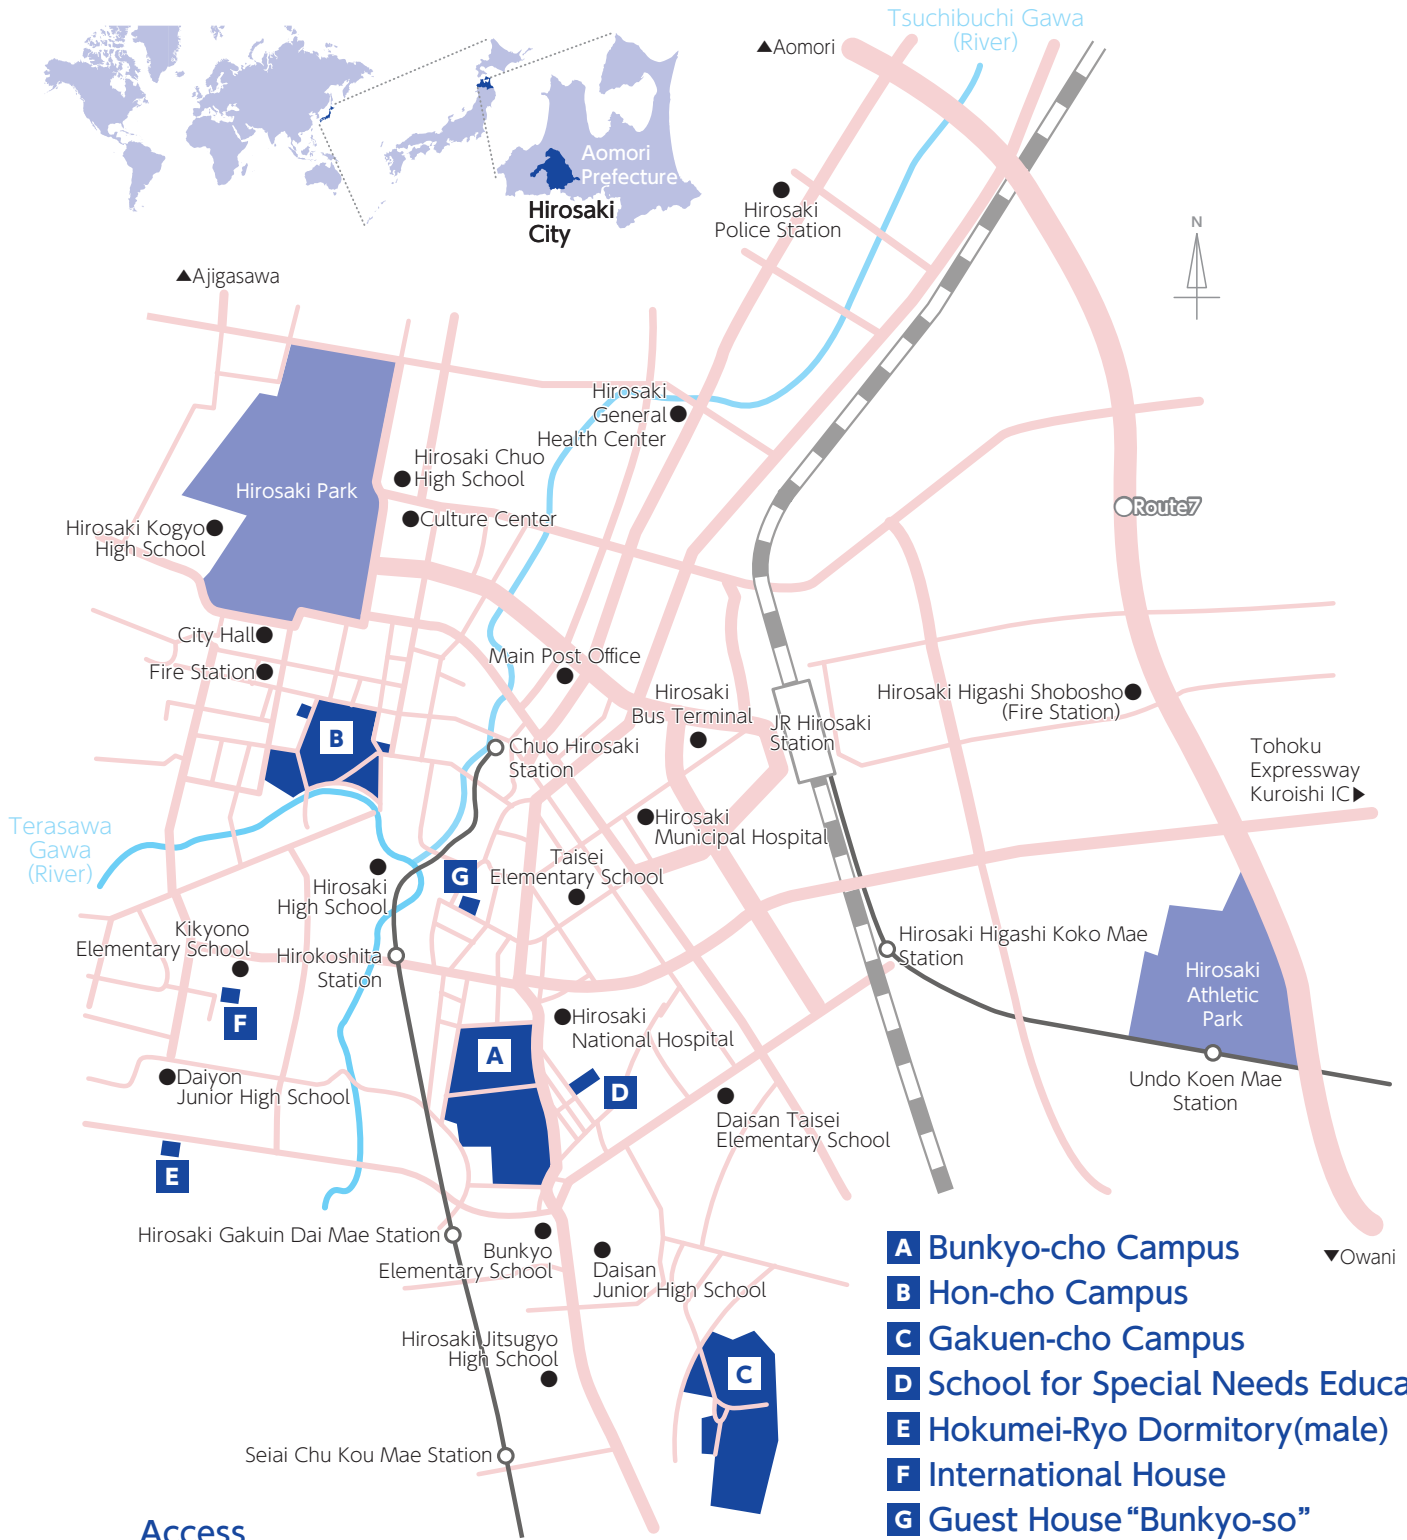 Tsuchibuchi Gawa
(River)
▲Aomori
Aomori
Prefecture
Hirosaki
City
Hirosaki
Police Station
N
▲Ajigasawa
Hirosaki
General
Health Center
Hirosaki Chuo
High School
Hirosaki Park
Culture Center
Route7
Hirosaki Kogyo
High School
City Hall
Fire Station
Main Post Office
Hirosaki
Bus Terminal
JR Hirosaki
Station
Hirosaki Higashi Shobosho
(Fire Station)
B
Chuo Hirosaki
Station
Tohoku
Expressway
Kuroishi IC▶
Terasawa
Gawa
(River)
Hirosaki
Municipal Hospital
Taisei
Elementary School
G
Hirosaki
High School
Kikyono
Elementary School
Hirokoshita
Station
Hirosaki Higashi Koko Mae
Station
Hirosaki
Athletic
Park
F
Hirosaki
National Hospital
A
D
Daiyon
Junior High School
Undo Koen Mae
Station
Daisan Taisei
Elementary School
E
Hirosaki Gakuin Dai Mae Station
Bunkyo
Elementary School
Daisan
Junior High School
▼Owani
Hirosaki Jitsugyo
High School
C
Seiai Chu Kou Mae Station
A Bunkyo-cho Campus
B Hon-cho Campus
C Gakuen-cho Campus
D School for Special Needs Educa
E Hokumei-Ryo Dormitory(male)
F International House
G Guest House “Bunkyo-so”
Access